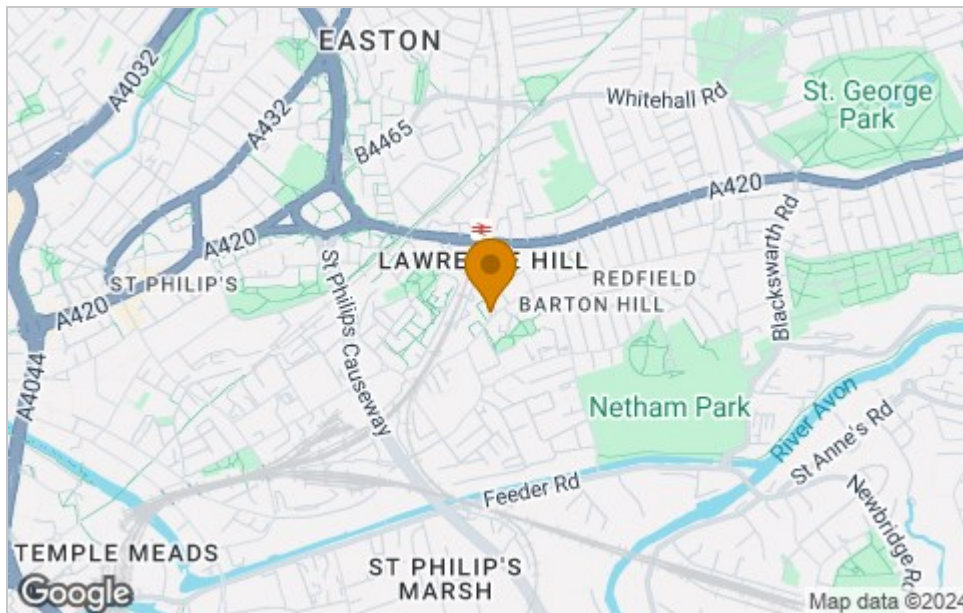 EASTON
A4032
A432
B4465
Whitehall Rd
St. George
Park
A420
A420
A420
LAWRE E HILL
REDFIELD
BARTON HILL
ST PHILIP'S
St Philips Causeway
Blackswarth Rd
A4044
Netham Park
River Avon
St Anne's Rd
Feeder Rd
Newbridge Rd
TEMPLE MEADS
ST PHILIP'S
MARSH
Google
Map data ©2024